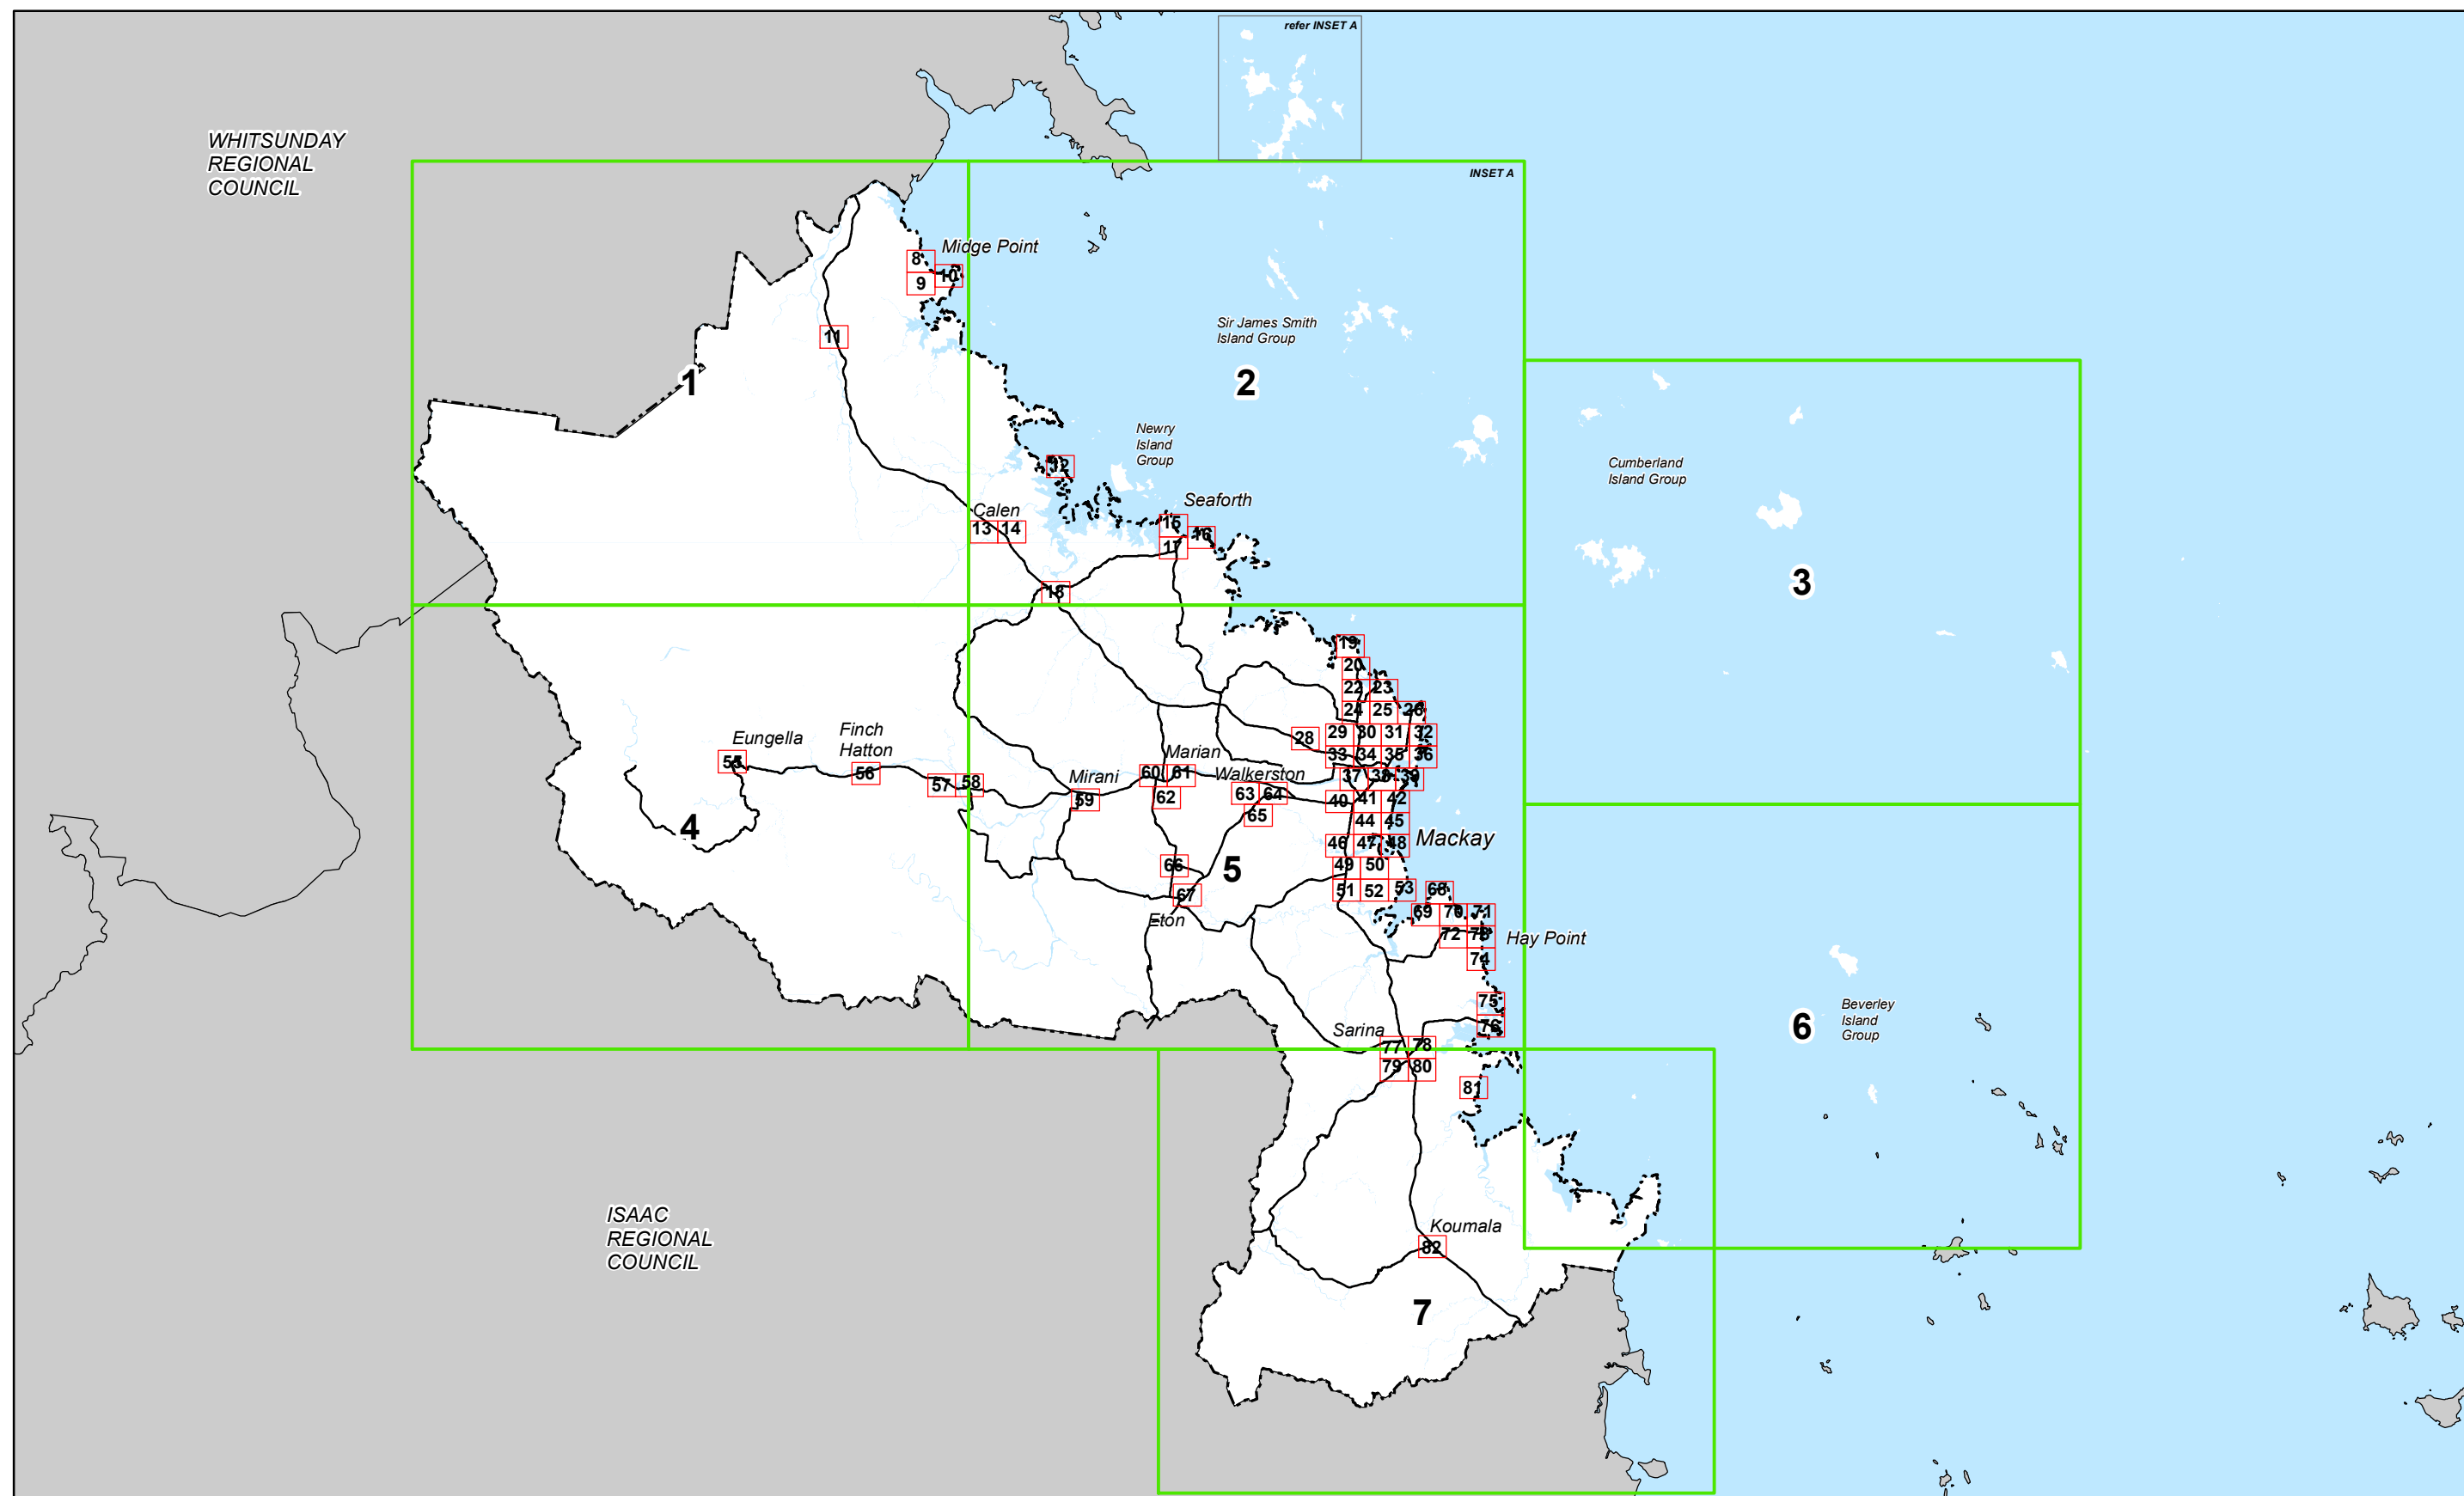 refer INSET A
WHITSUNDAY
REGIONAL
COUNCIL
INSET A
Midge Point
8
10
9
Sir James Smith
Island Group
11
1
2
Newry
Island
Group
Cumberland
Island Group
12
Seaforth
Calen
13 14
15
16
17
3
18
19
20
22 23
24 25 26
Finch
Hatton
Eungella
28
29 30 31 32
Marian
33 34 35 36
55
56
57 58
Mirani
60 61
Walkerston
37 38 39
59
62
63 64
40 41 42
65
4
44 45
Mackay
46 47 48
66
5
49 50
67
51 52 53
68
Eton
69 70 71
72 73
Hay Point
74
75
Beverley
Island
Group
76
6
Sarina
77 78
79 80
81
ISAAC
REGIONAL
COUNCIL
Koumala
82
7